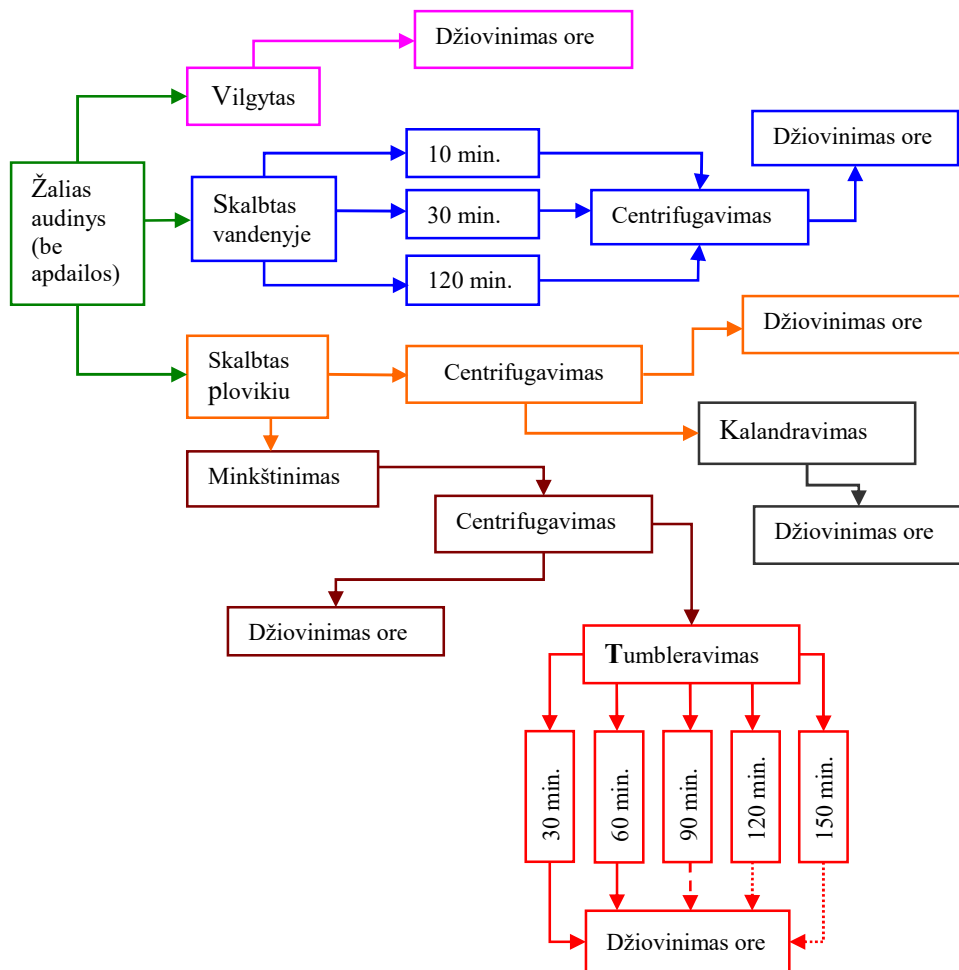 Džiovinimas ore
Vilgytas
Žalias
audinys
(be
apdailos)
Skalbtas
vandenyje
10 min.
30 min.
120 min.
Centrifugavimas
Džiovinimas ore
Skalbtas
plovikiu
Centrifugavimas
Džiovinimas ore
Kalandravimas
Džiovinimas ore
Minkštinimas
Centrifugavimas
Džiovinimas ore
Tumbleravimas
30 min.
60 min.
90 min.
120 min.
150 min.
Džiovinimas ore